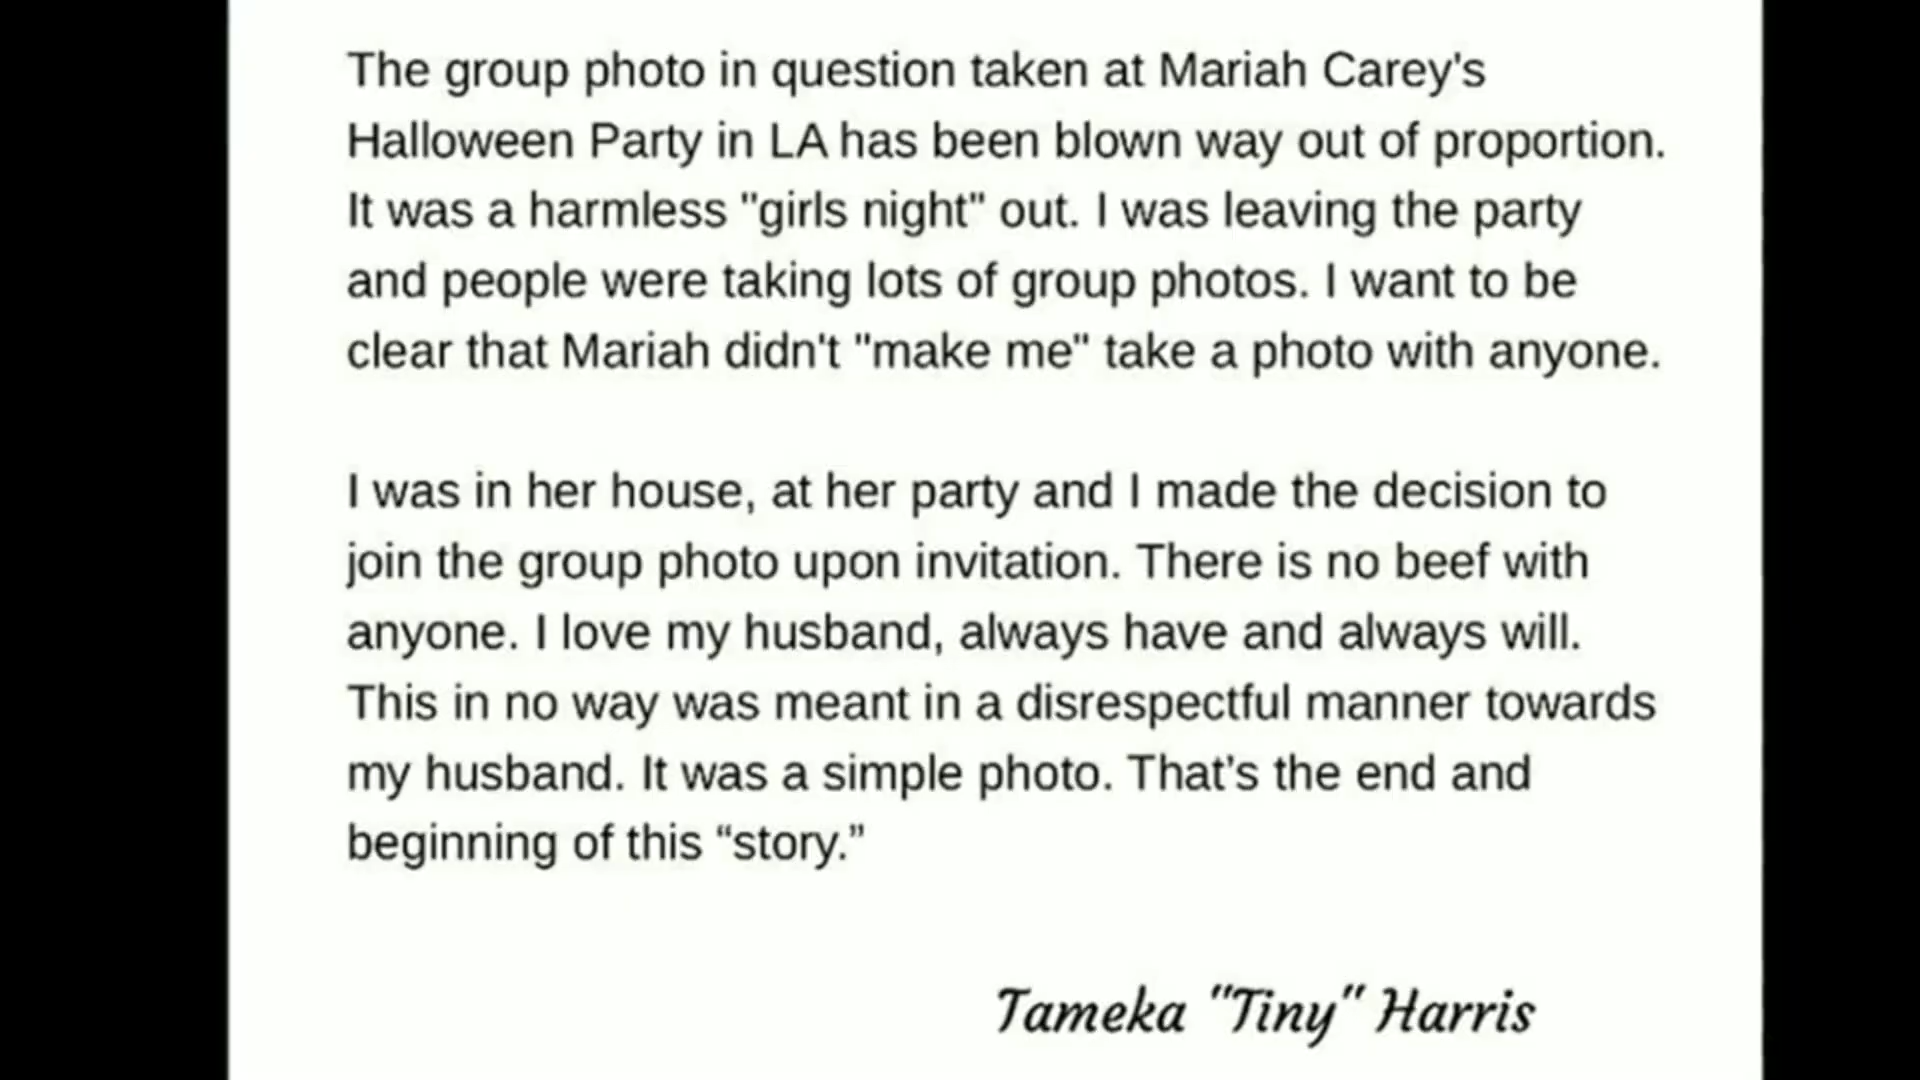 The group photo in question taken at Mariah Carey's
Halloween Party in LA has been blown way out of proportion.
It was a harmless "girls night" out. I was leaving the party
and people were taking lots of group photos. I want to be
clear that Mariah didn't "make me" take a photo with anyone.
I was in her house, at her party and I made the decision to
join the group photo upon invitation. There is no beef with
anyone. I love my husband, always have and always will.
This in no way was meant in a disrespectful manner towards
my husband. It was a simple photo. That’s the end and
beginning of this “story.”
Tameka "Tiny" Harris